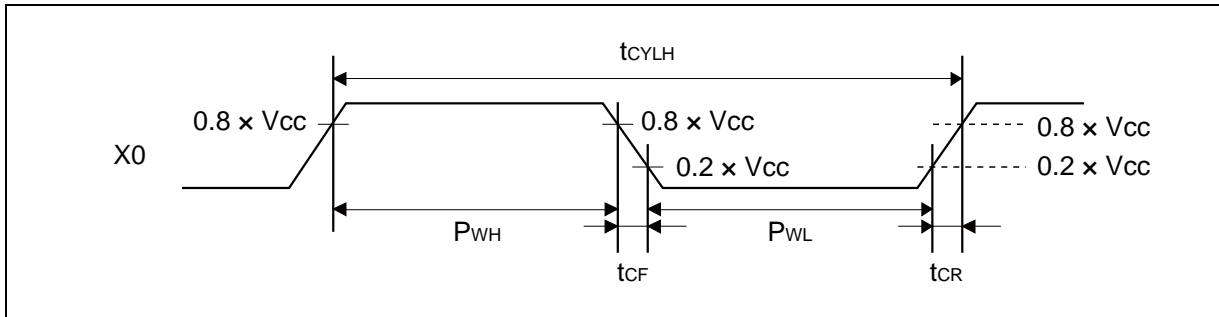 tCYLH
0.8 × Vcc
0.8 × Vcc
0.8 × Vcc
X0
0.2 × Vcc
0.2 × Vcc
PWH
PWL
tCF
tCR